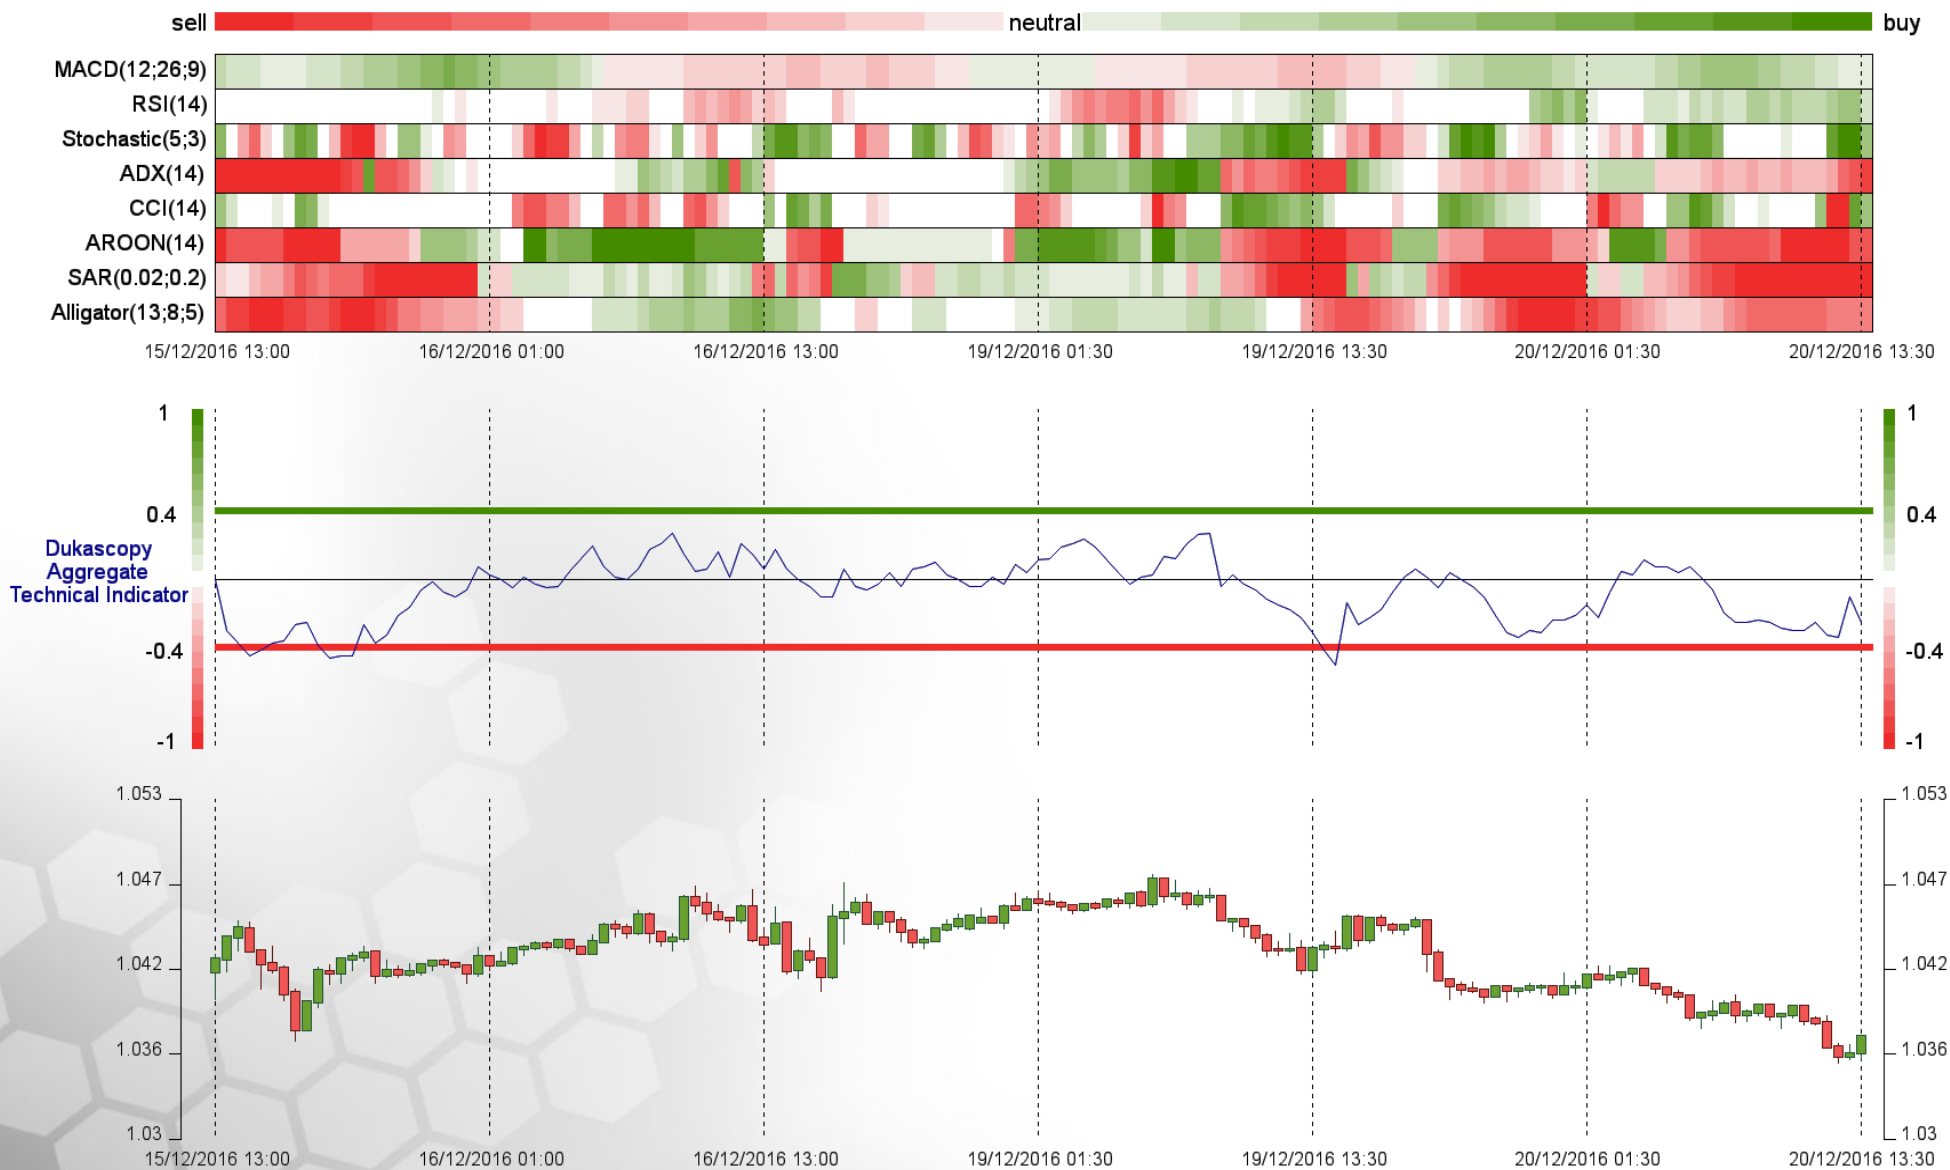 sell neutral buy
MACD(12;26;9)
RSI(14)
Stochastic(5;3)
ADX(14)
CCI(14)
AROON(14)
SAR(0.02;0.2)
Alligator(13;8;5)
15/12/2016 13:00 16/12/2016 01:00 16/12/2016 13:00 19/12/2016 01:30 19/12/2016 13:30 20/12/2016 01:30 20/12/2016 13:30
1 1
0.4 0.4
Dukascopy
Aggregate
Technical Indicator
-0.4 -0.4
-1 -1
1.053 1.053
1.047 1.047
1.042 1.042
1.036 1.036
1.03 1.03
15/12/2016 13:00 16/12/2016 01:00 16/12/2016 13:00 19/12/2016 01:30 19/12/2016 13:30 20/12/2016 01:30 20/12/2016 13:30